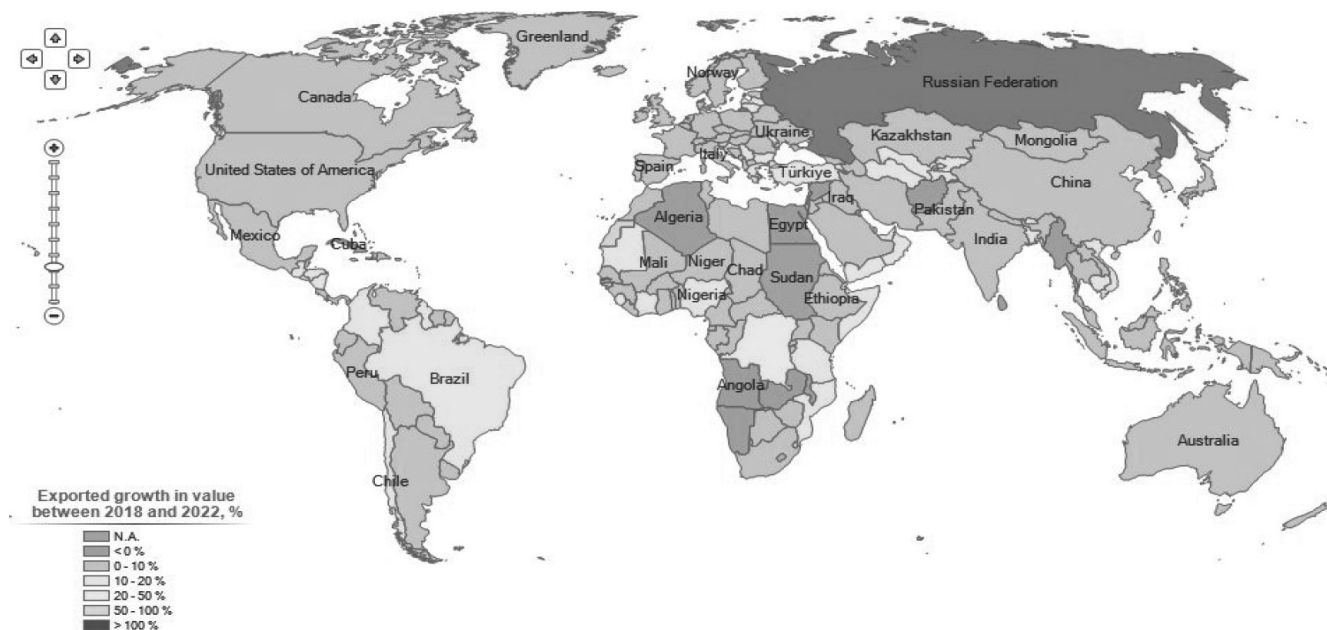 Greenland
Norway
Russian Federation
Canada
Ukraine
Kazakhstan
Mongolia
Italy
Spain
Türkiye
United States of America
China
Iraq
Algeria
Egypt
Pakistan
Mexico
Cuba
India
Mali
Niger
Chad
Sudan
Nigeria
Ethiopia
Peru
Brazil
Angola
Australia
Chile
Exported growth in value
between 2018 and 2022, %
N.A.
< 0 %
0 - 10 %
10 - 20 %
20 - 50 %
50 - 100 %
> 100 %